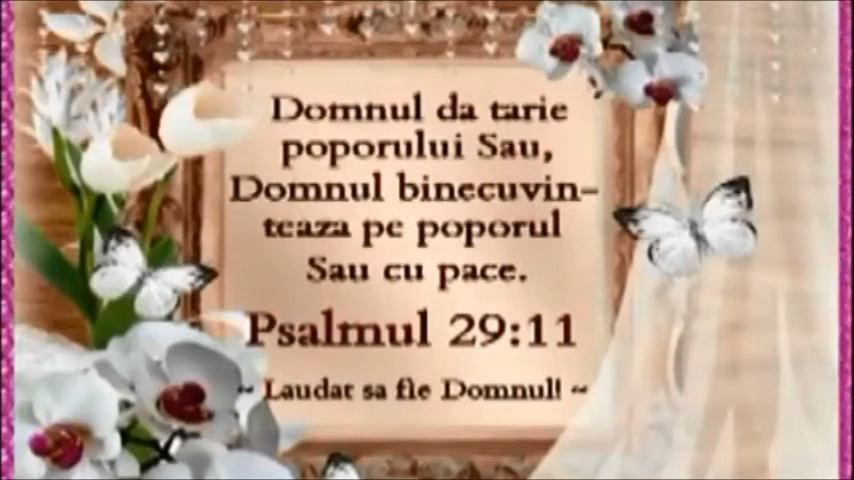 Domnul da tarie
poporului Sau,
Domnul binecuvin-
teaza pe poporul
Sau cu pace.
Psalmul 29:11
~ Laudat sa fie Domnul! ~